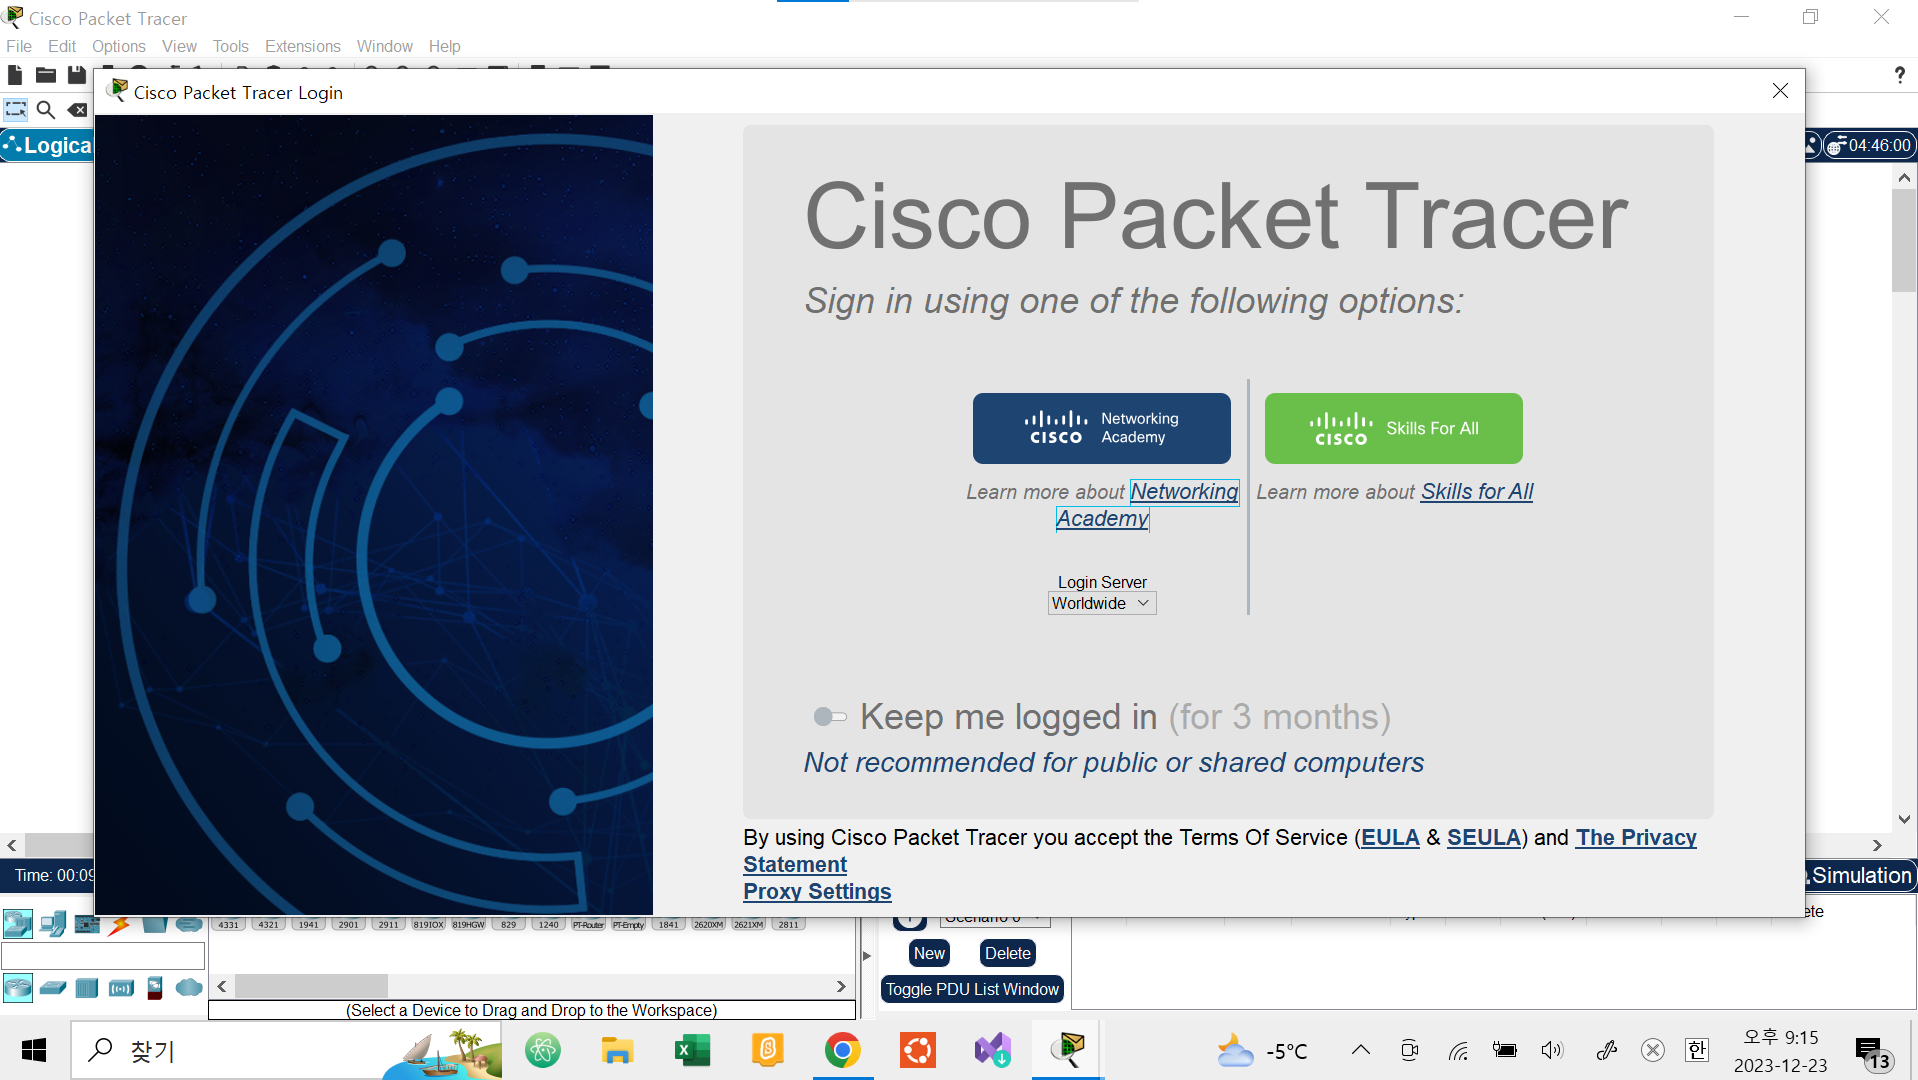 Cisco Packet Tracer
File Edit Options View Tools Extensions Window Help
?
Cisco Packet Tracer Login
Logica
04:46:00
Cisco Packet Tracer
Sign in using one of the following options:
CISCO Networking Academy
CISCO Skills For All
Learn more about Networking
Academy
Learn more about Skills for All
Login Server
Worldwide
Keep me logged in (for 3 months)
Not recommended for public or shared computers
By using Cisco Packet Tracer you accept the Terms Of Service (EULA & SEULA) and The Privacy
Statement
Proxy Settings
Time: 00:09
Simulation
4331 4321 1941 2901 2911 819IOX 819HGW 829 1240 PT-Router PT-Empty 1841 2620XM 2621XM 2811
Scenario 0
ete
New Delete
Toggle PDU List Window
(Select a Device to Drag and Drop to the Workspace)
찾기
-5°C
한
오후 9:15
2023-12-23
13